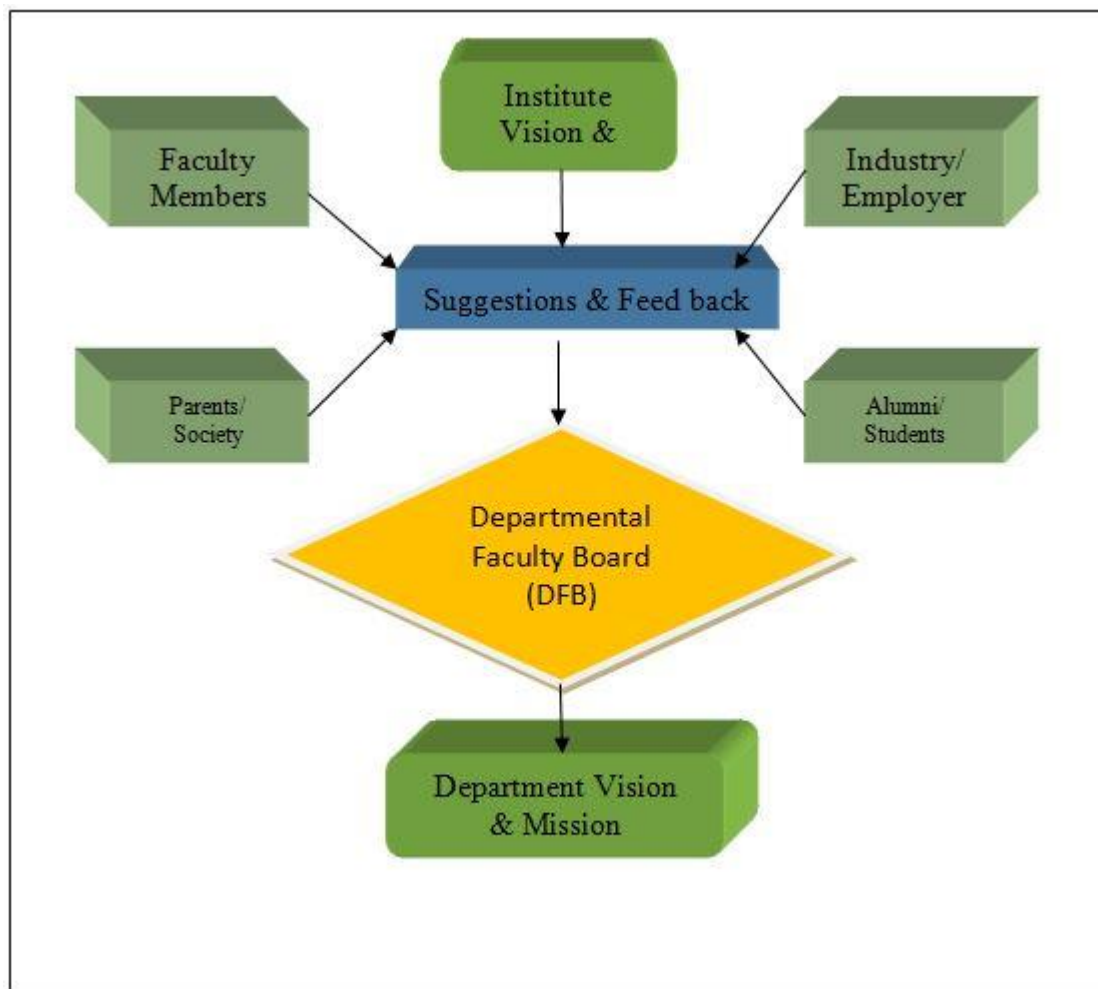 Institute
Vision &
Faculty
Members
Industry/
Employer
Suggestions & Feed back
Parents/
Society
Alumni/
Students
Departmental
Faculty Board
(DFB)
Department Vision
& Mission